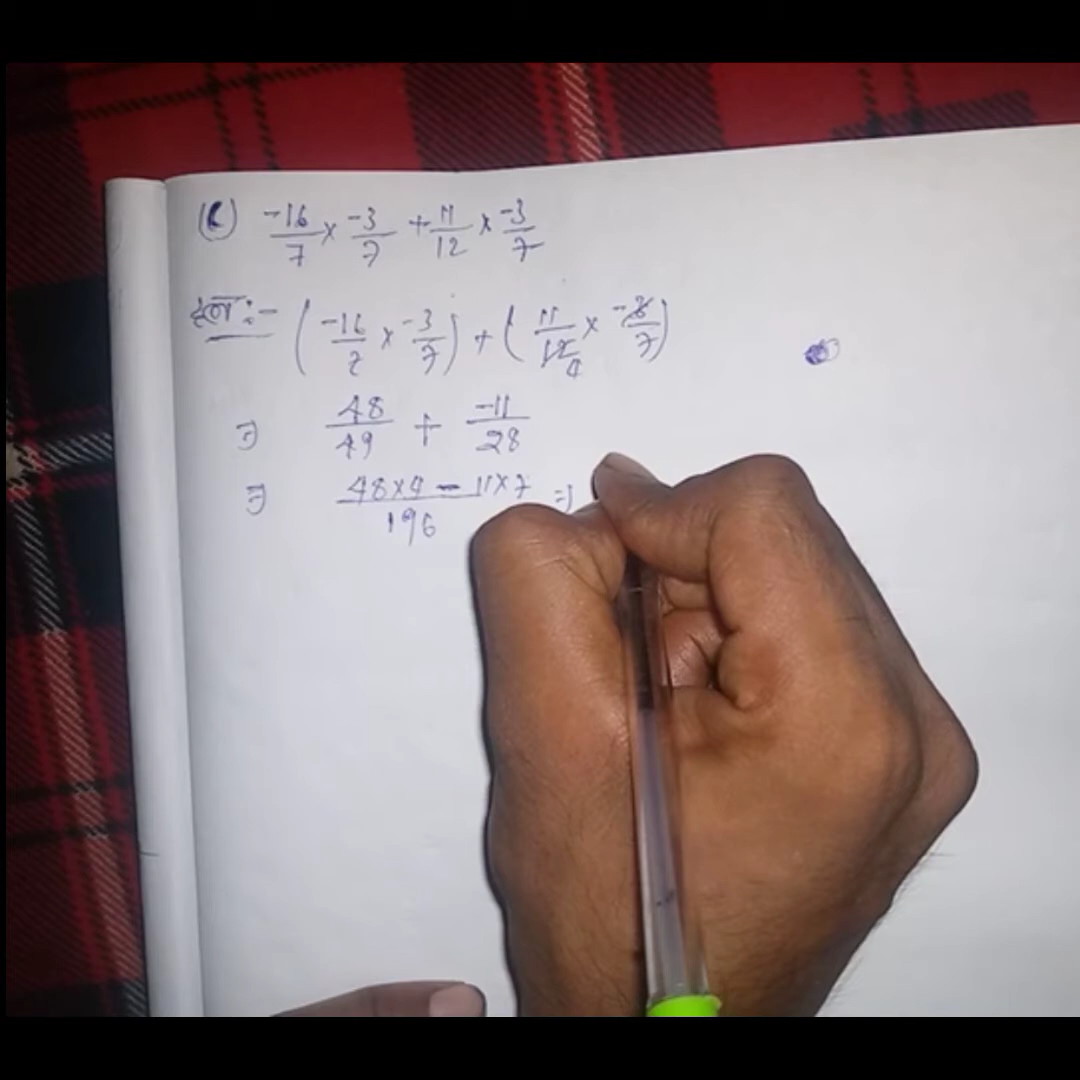 (C) -16/7 × -3/7 + 11/12 × -3/7
हल :- (-16/7 × -3/7) + (11/12 4 × -3/7)
⇒ 48/49 + -11/28
⇒ 48×4 - 11×7/196 ⇒